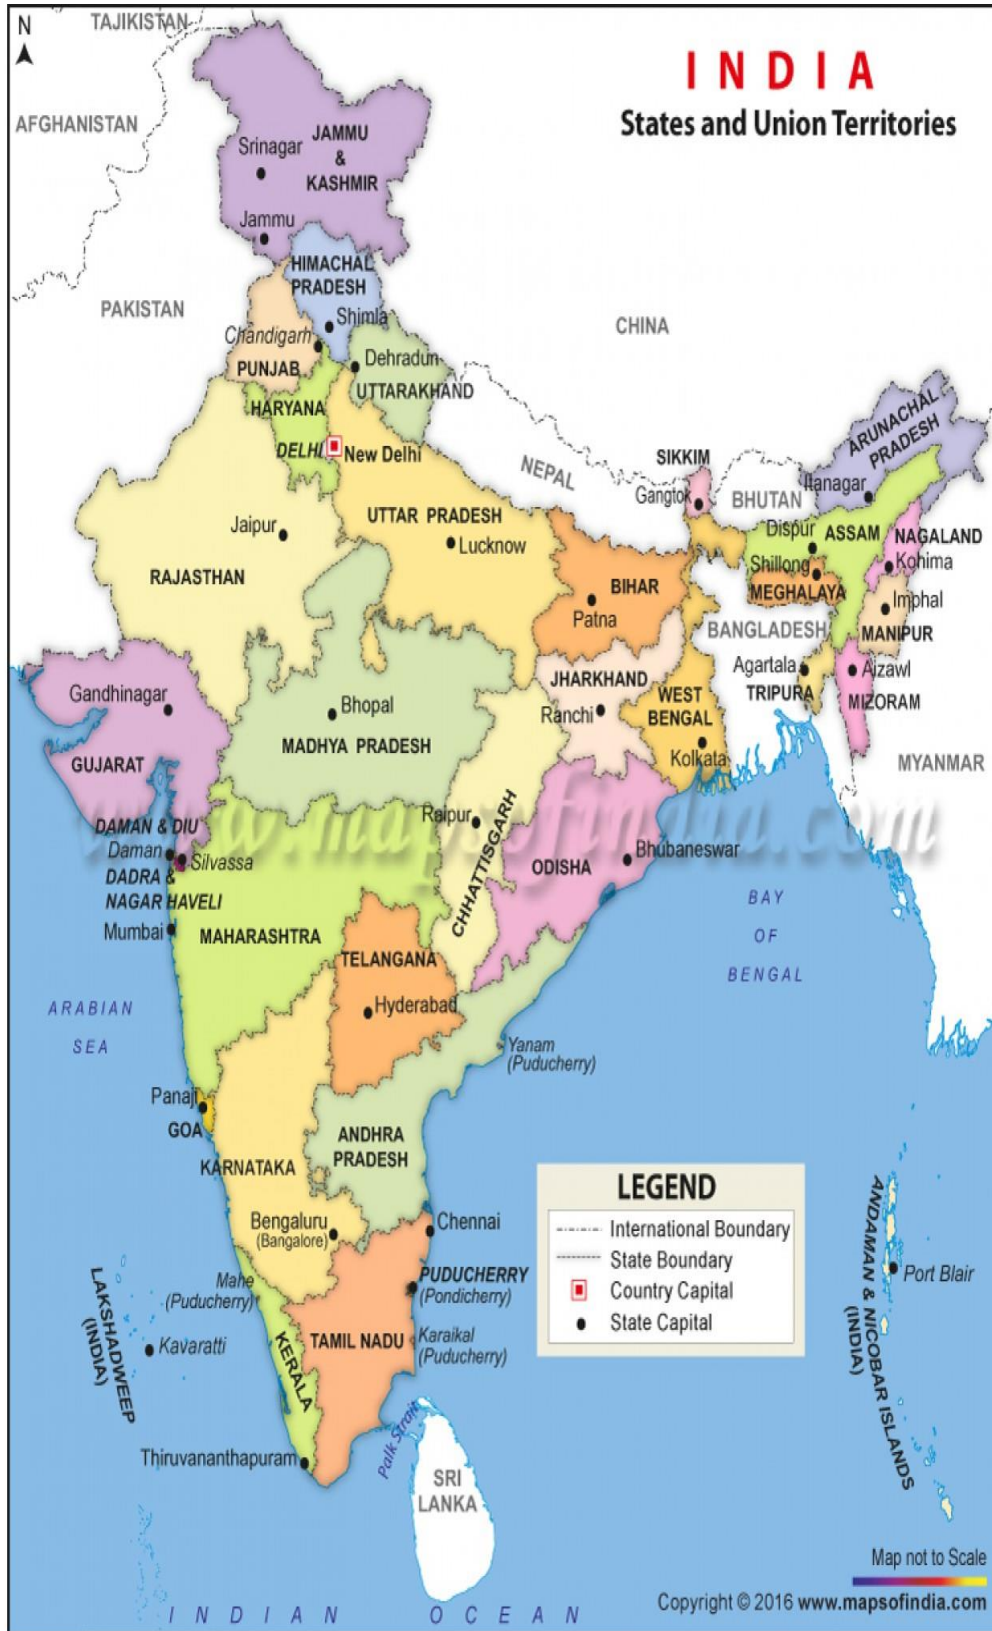 N
TAJIKISTAN
INDIA
States and Union Territories
AFGHANISTAN
JAMMU
&
KASHMIR
Srinagar
Jammu
HIMACHAL
PRADESH
PAKISTAN
Shimla
CHINA
Chandigarh
PUNJAB
Dehradun
UTTARAKHAND
HARYANA
DELHI
New Delhi
ARUNACHAL
PRADESH
NEPAL
SIKKIM
Gangtok
BHUTAN
Itanagar
Jaipur
UTTAR PRADESH
Lucknow
Dispur
ASSAM
NAGALAND
Kohima
RAJASTHAN
BIHAR
Patna
Shillong
MEGHALAYA
Imphal
MANIPUR
BANGLADESH
Gandhinagar
Bhopal
JHARKHAND
Ranchi
WEST
BENGAL
Kolkata
Agartala
TRIPURA
Aizawl
MIZORAM
MADHYA PRADESH
GUJARAT
MYANMAR
www.mapsofindia.com
DAMAN & DIU
Daman
Silvassa
DADRA &
NAGAR HAVELI
Raipur
CHHATTISGARH
ODISHA
Bhubaneswar
Mumbai
MAHARASHTRA
TELANGANA
Hyderabad
BAY
OF
BENGAL
ARABIAN
SEA
Yanam
(Puducherry)
Panaji
GOA
KARNATAKA
ANDHRA
PRADESH
LEGEND
International Boundary
State Boundary
Country Capital
State Capital
Bengaluru
(Bangalore)
Chennai
Mahe
(Puducherry)
PUDUCHERRY
(Pondicherry)
ANDAMAN & NICOBAR ISLANDS
(INDIA)
Port Blair
LAKSHADWEEP
(INDIA)
Kavaratti
KERALA
TAMIL NADU
Karaikal
(Puducherry)
Thiruvananthapuram
Palk Strait
SRI
LANKA
Map not to Scale
Copyright © 2016 www.mapsofindia.com
INDIAN OCEAN